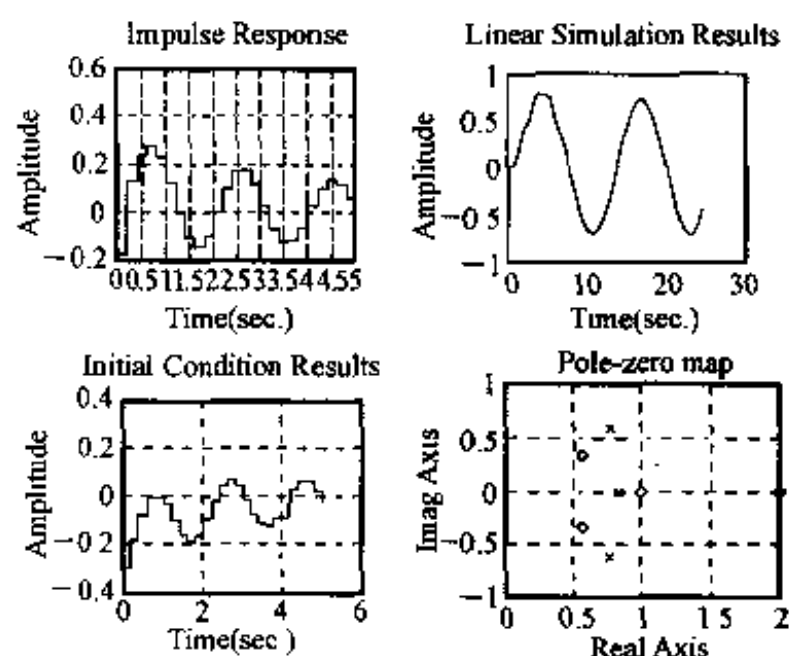 Impulse Response
0.6
0.4
0.2
0
−0.2
Amplitude
00.511.522.533.544.55
Time(sec.)
Linear Simulation Results
1
0.5
0
−0 5
−1
Amplitude
0 10 20 30
Time(sec.)
Initial Condition Results
0.4
0.2
0
−0.2
−0.4
Amplitude
0 2 4 6
Time(sec )
Pole-zero map
1
0.5
0
−0.5
−1
Imag Axis
0 0.5 1 1 5 2
Real Axis